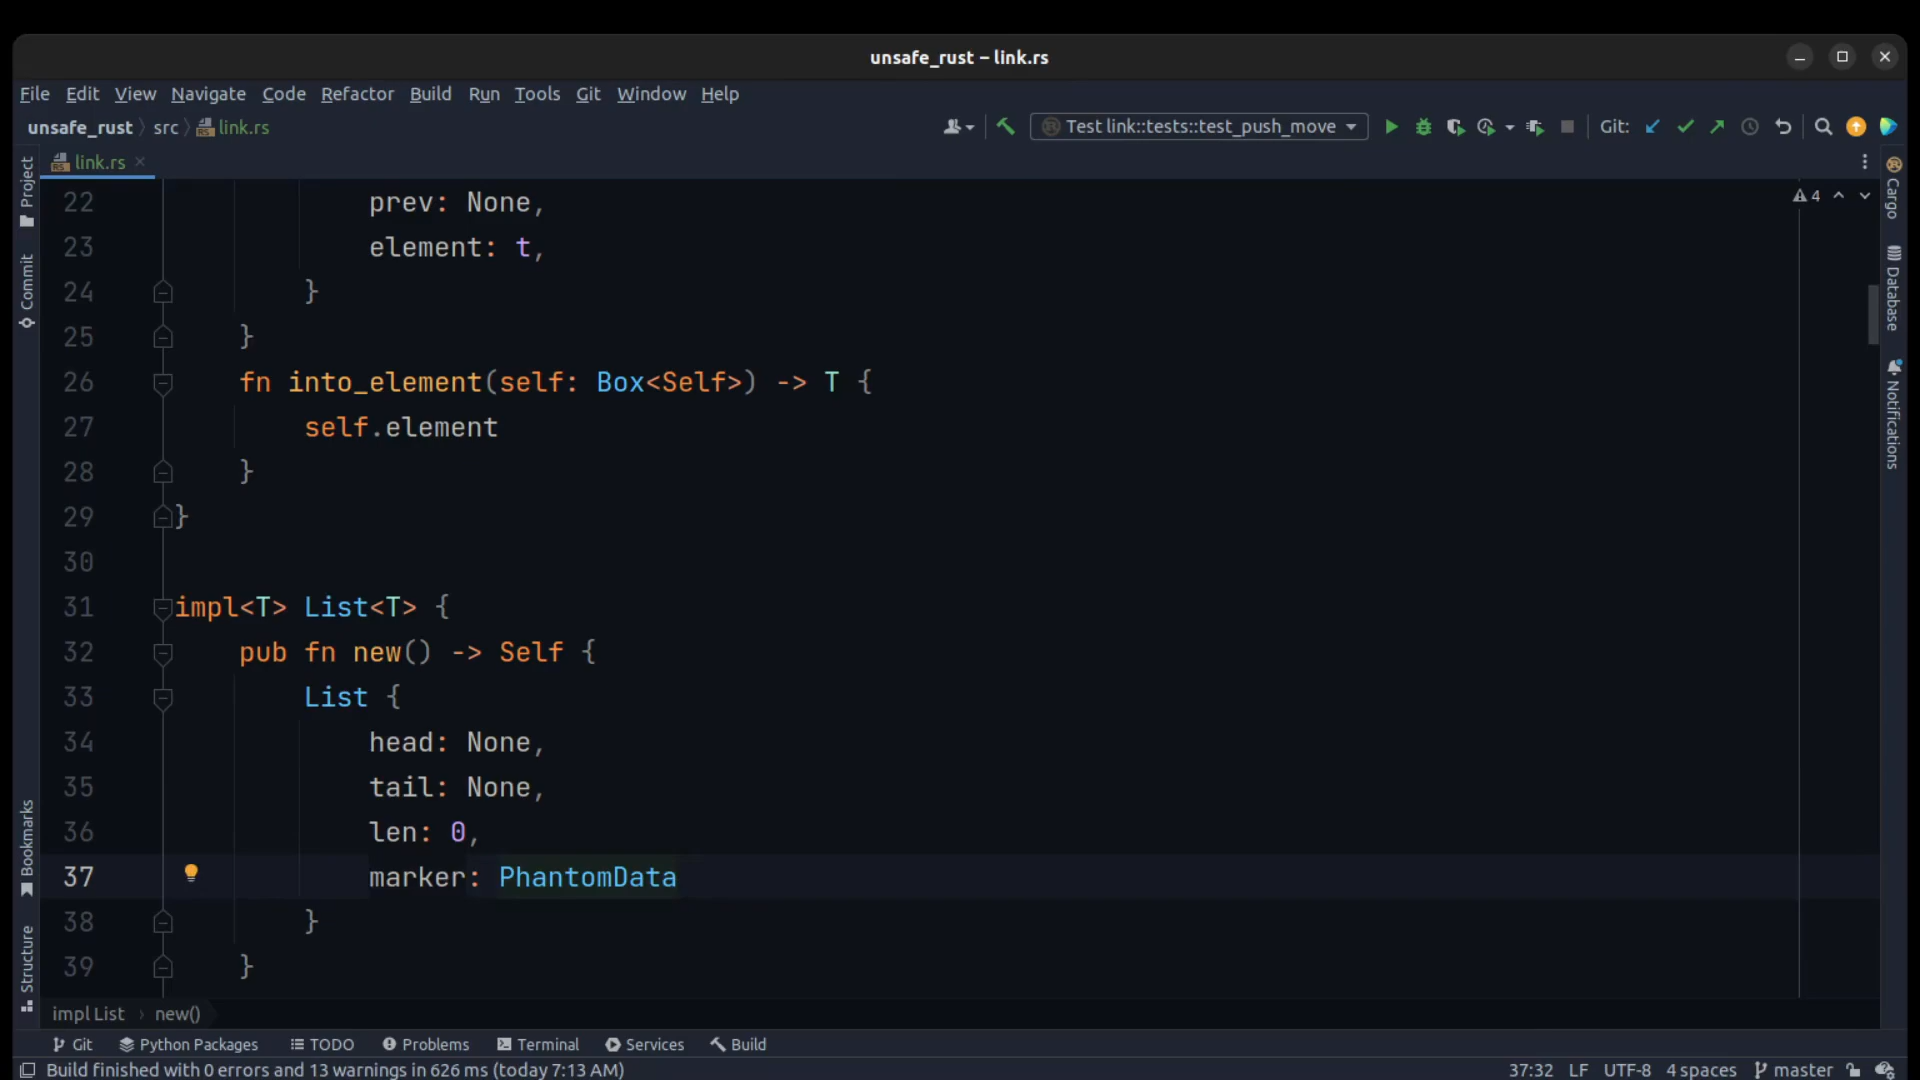 unsafe_rust – link.rs
File Edit View Navigate Code Refactor Build Run Tools Git Window Help
unsafe_rust src link.rs Test link::tests::test_push_move Git:
link.rs
4
Project
Commit
Bookmarks
Structure
Cargo
Database
Notifications
22 prev: None,
23 element: t,
24 }
25 }
26 fn into_element(self: Box<Self>) -> T {
27 self.element
28 }
29 }
30
31 impl<T> List<T> {
32 pub fn new() -> Self {
33 List {
34 head: None,
35 tail: None,
36 len: 0,
37 marker: PhantomData
38 }
39 }
impl List › new()
Git Python Packages TODO Problems Terminal Services Build
Build finished with 0 errors and 13 warnings in 626 ms (today 7:13 AM) 37:32 LF UTF-8 4 spaces master